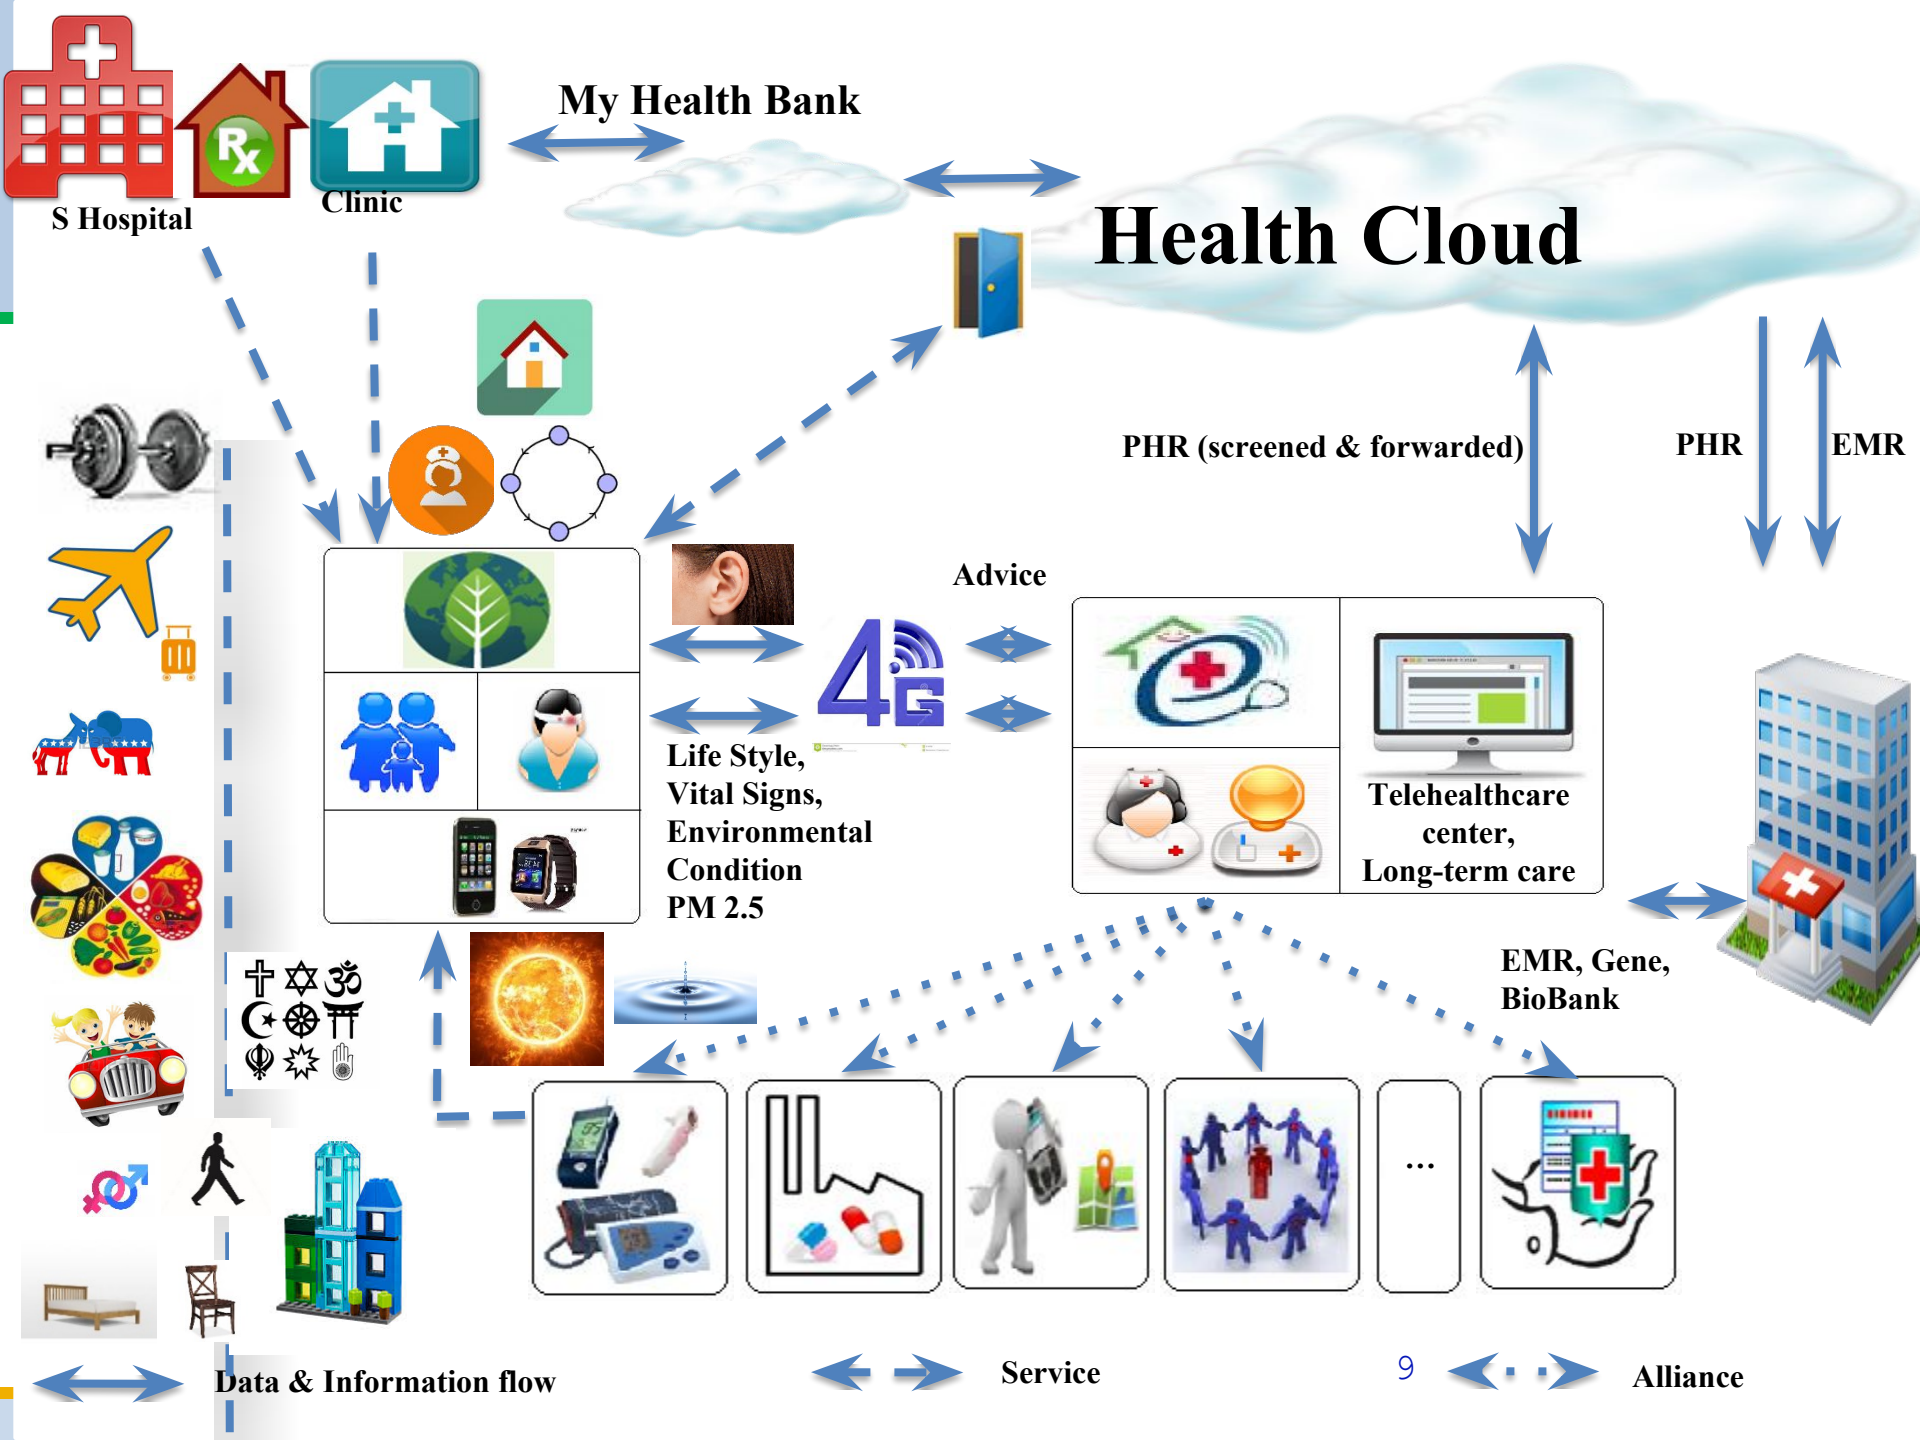 My Health Bank
Rx
Clinic
S Hospital
Health Cloud
PHR (screened & forwarded)
PHR
EMR
Advice
4G
Life Style,
Vital Signs,
Environmental
Condition
PM 2.5
Telehealthcare
center,
Long-term care
EMR, Gene,
BioBank
...
Data & Information flow
Service
9
Alliance